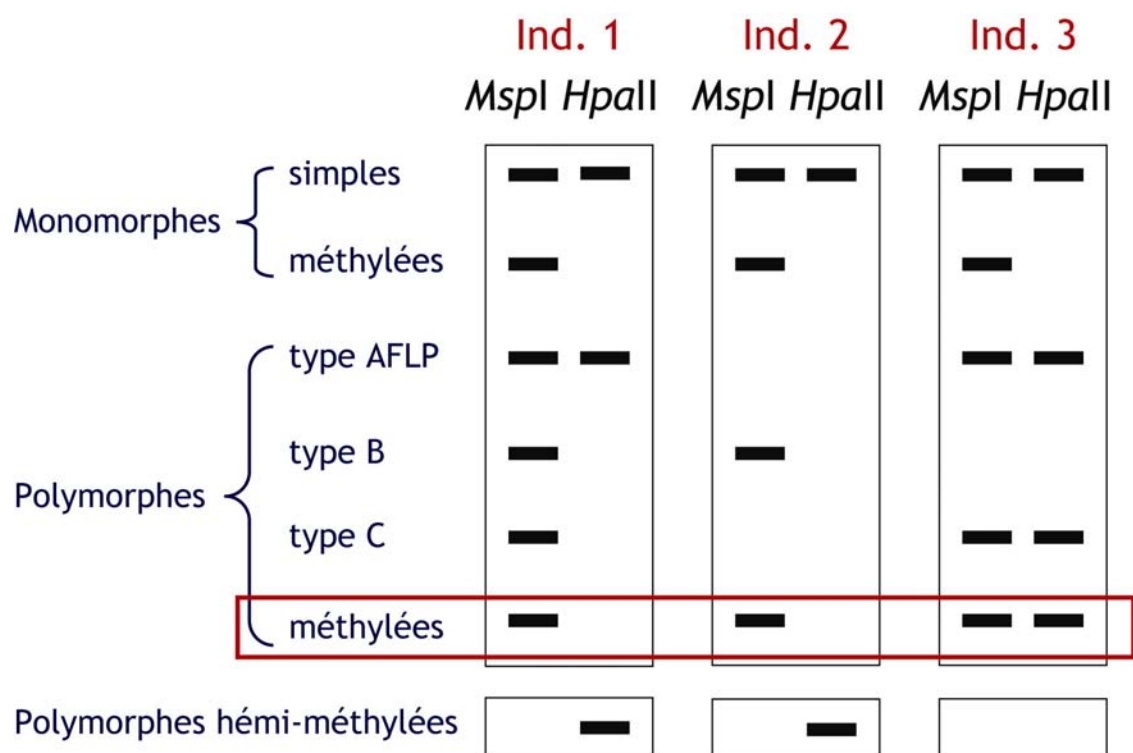 Ind. 1 Ind. 2 Ind. 3
MspI HpaII MspI HpaII MspI HpaII
simples
Monomorphes
méthylées
type AFLP
type B
Polymorphes
type C
méthylées
Polymorphes hémi-méthylées